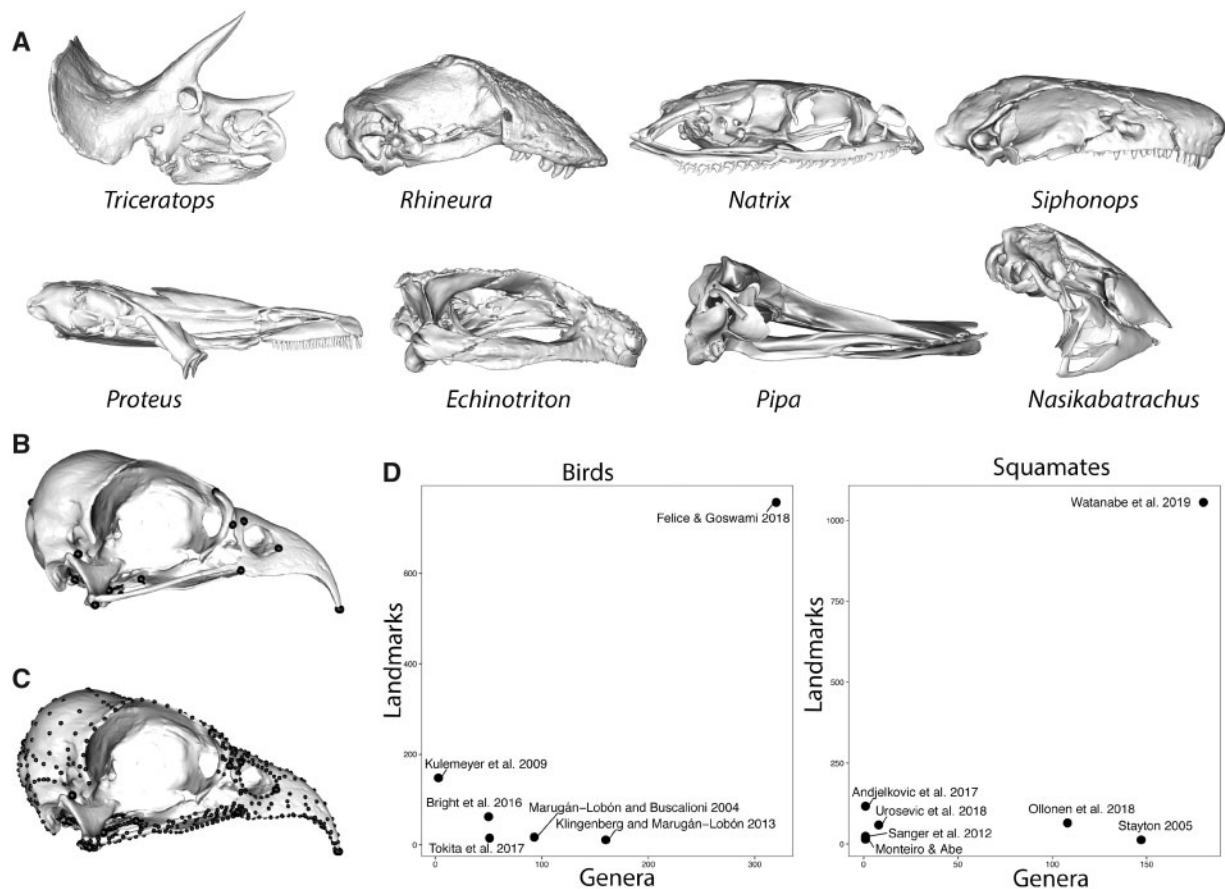 A
Triceratops
Rhineura
Natrix
Siphonops
Proteus
Echinotriton
Pipa
Nasikabatrachus
B
C
D
Birds
Landmarks
600
400
200
0
Felice & Goswami 2018
Kulemeyer et al. 2009
Bright et al. 2016
Marugán−Lobón and Buscalioni 2004
Klingenberg and Marugán−Lobón 2013
Tokita et al. 2017
0
100
200
300
Genera
Squamates
Landmarks
1000
750
500
250
0
Watanabe et al. 2019
Andjelkovic et al. 2017
Urosevic et al. 2018
Ollonen et al. 2018
Sanger et al. 2012
Stayton 2005
Monteiro & Abe
0
50
100
150
Genera